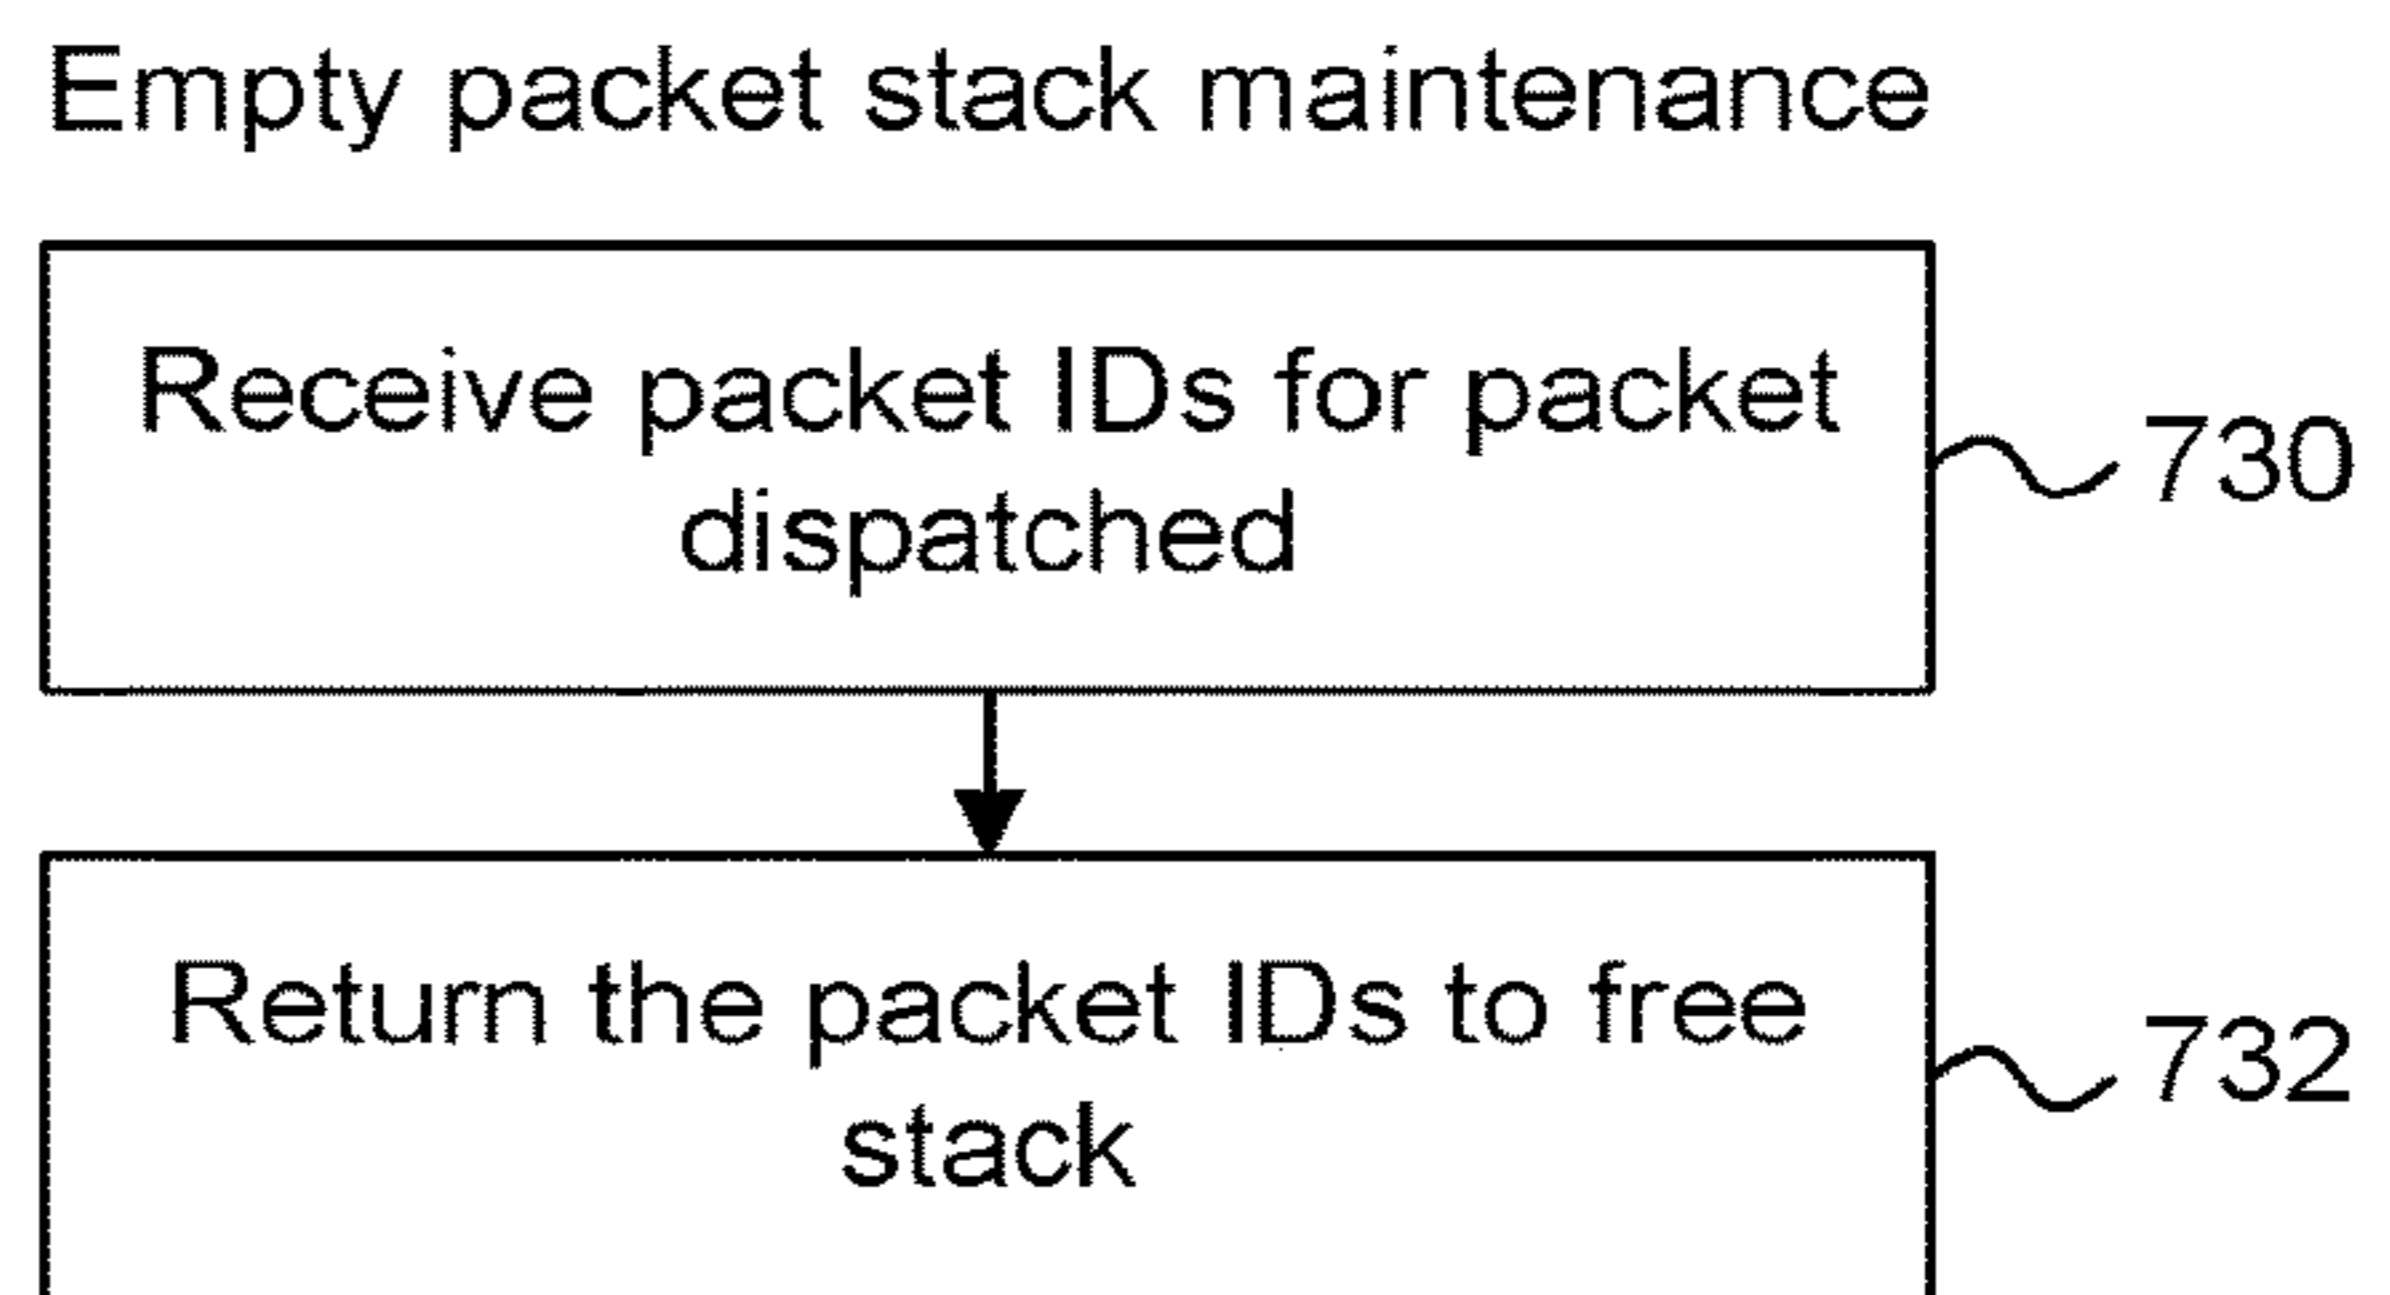 Empty packet stack maintenance
Receive packet IDs for packet
dispatched
730
Return the packet IDs to free
stack
732